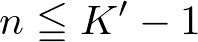 n ≦ K′ − 1